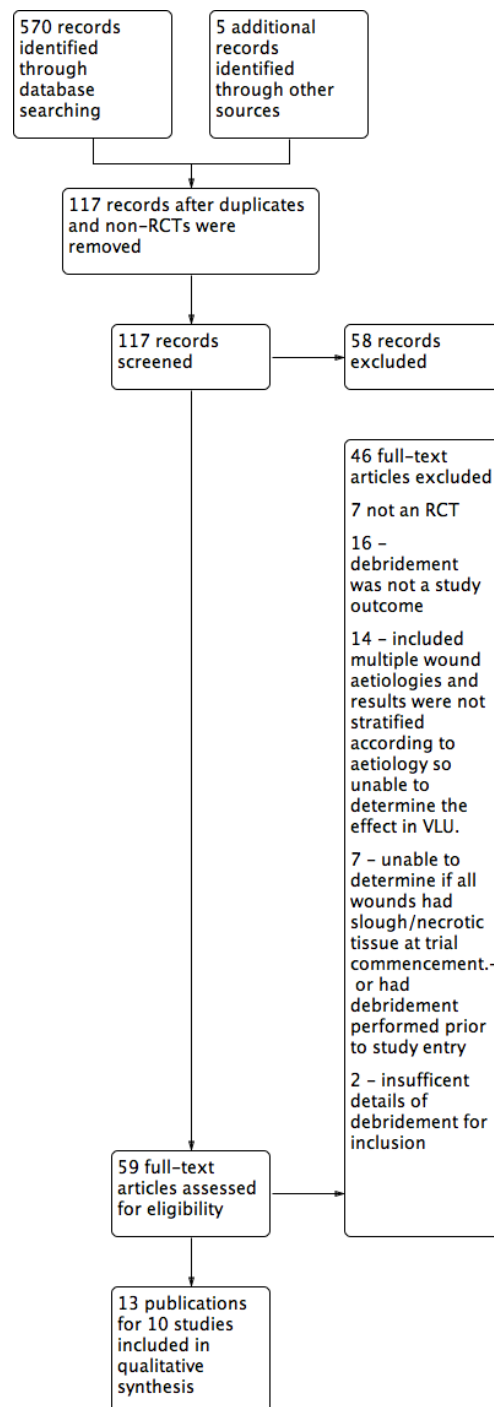 570 records
identified
through
database
searching
5 additional
records
identified
through other
sources
117 records after duplicates
and non-RCTs were
removed
117 records
screened
58 records
excluded
46 full-text
articles excluded
7 not an RCT
16 –
debridement
was not a study
outcome
14 – included
multiple wound
aetiologies and
results were not
stratified
according to
aetiology so
unable to
determine the
effect in VLU.
7 – unable to
determine if all
wounds had
slough/necrotic
tissue at trial
commencement.-
or had
debridement
performed prior
to study entry
2 – insufficent
details of
debridement for
inclusion
59 full-text
articles assessed
for eligibility
13 publications
for 10 studies
included in
qualitative
synthesis